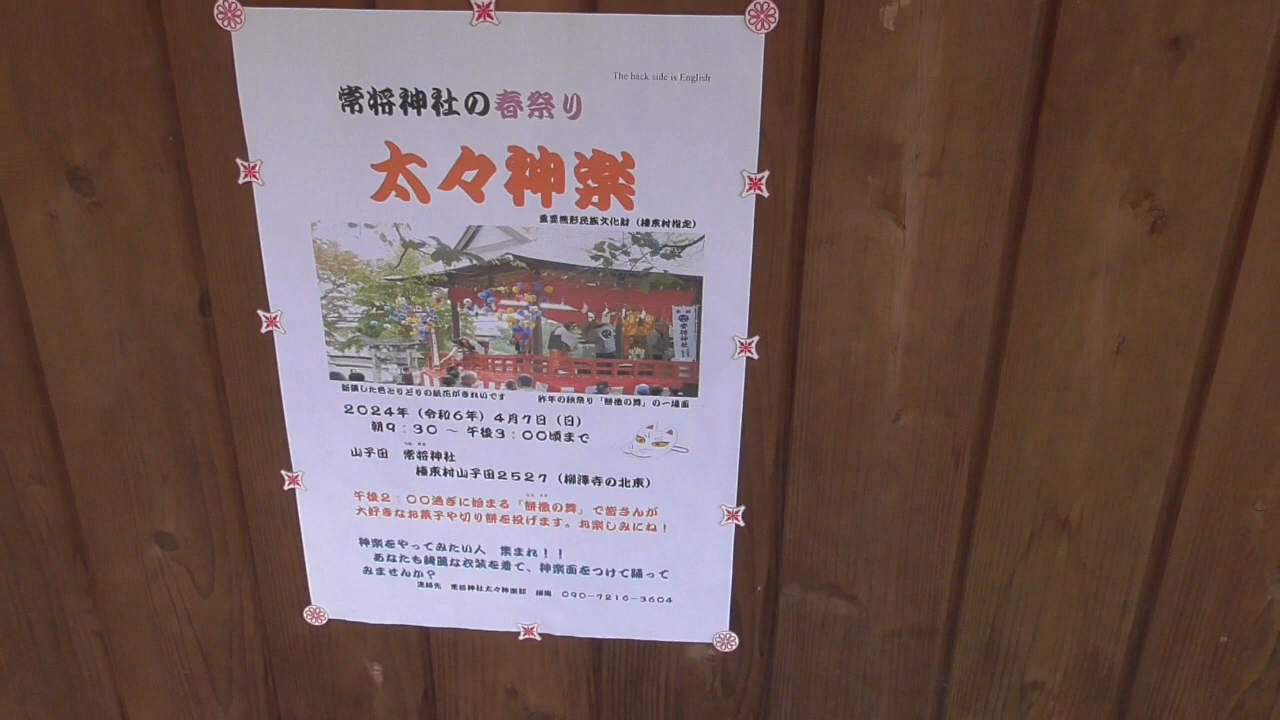 The back side is English
常将神社の春祭り
太々神楽
重要無形民族文化財（榛東村指定）
常将神社
新調した色とりどりの紙花がきれいです　昨年の秋祭り「餅撒の舞」の一場面
２０２４年（令和６年）４月７日（日）
朝９：３０ ～ 午後３：００頃まで
山子田　常将神社
榛東村山子田２５２７（柳澤寺の北東）
午後２：００過ぎに始まる「餅撒の舞」で皆さんが
大好きなお菓子や切り餅を投げます。お楽しみにね！
神楽をやってみたい人　集まれ！！
あなたも綺麗な衣装を着て、神楽面をつけて踊って
みませんか？
連絡先　常将神社太々神楽部　０９０－７２１６－３６０４